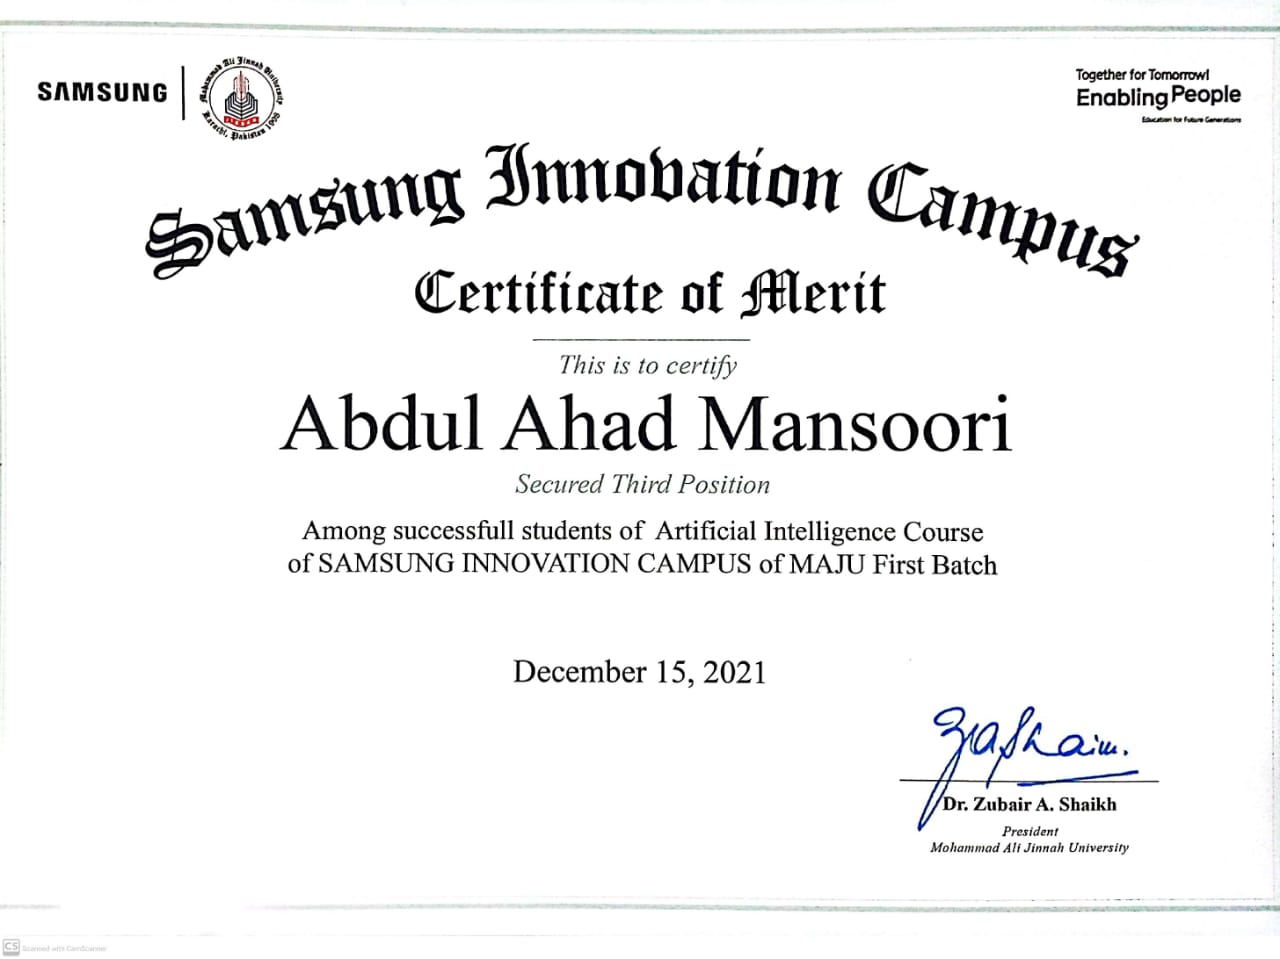 SAMSUNG
Mohammad Ali Jinnah University
Karachi, Pakistan 1998
Together for Tomorrow!
Enabling People
Education for Future Generations
Samsung Innovation Campus
Certificate of Merit
This is to certify
Abdul Ahad Mansoori
Secured Third Position
Among successfull students of Artificial Intelligence Course
of SAMSUNG INNOVATION CAMPUS of MAJU First Batch
December 15, 2021
Dr. Zubair A. Shaikh
President
Mohammad Ali Jinnah University
CS Scanned with CamScanner